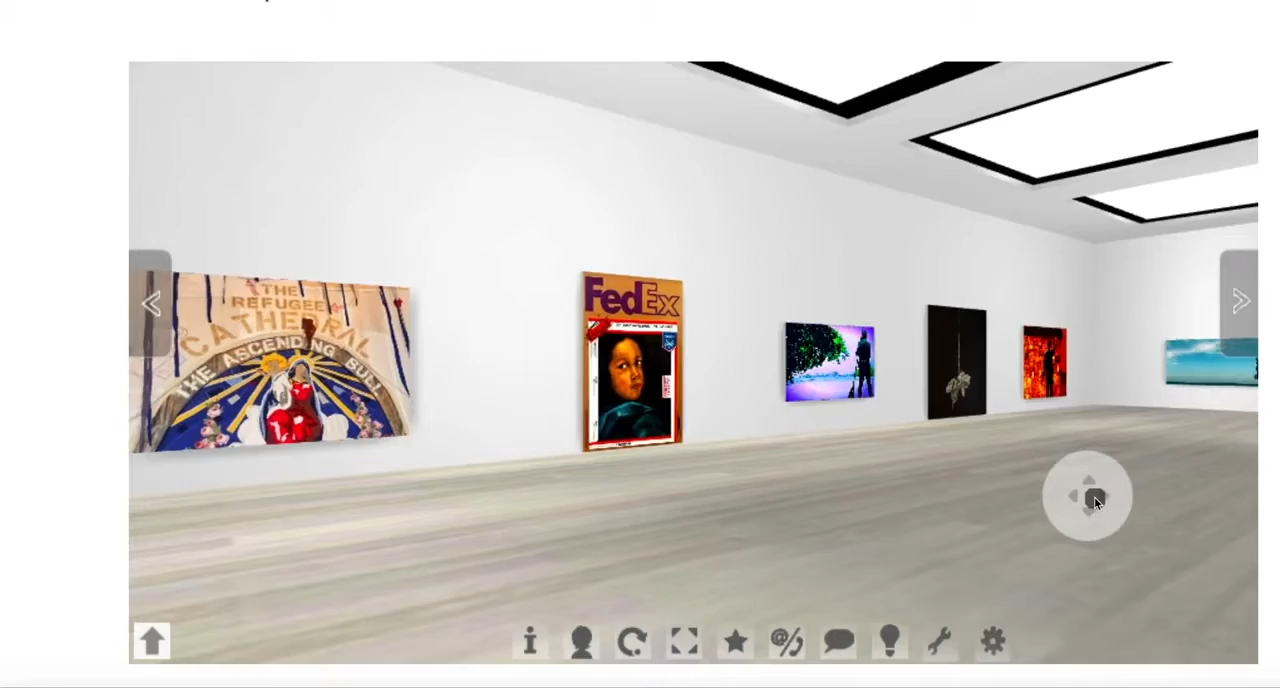 THE
REFUGEE
CATHEDRAL
THE ASCENDING BULL
FedEx